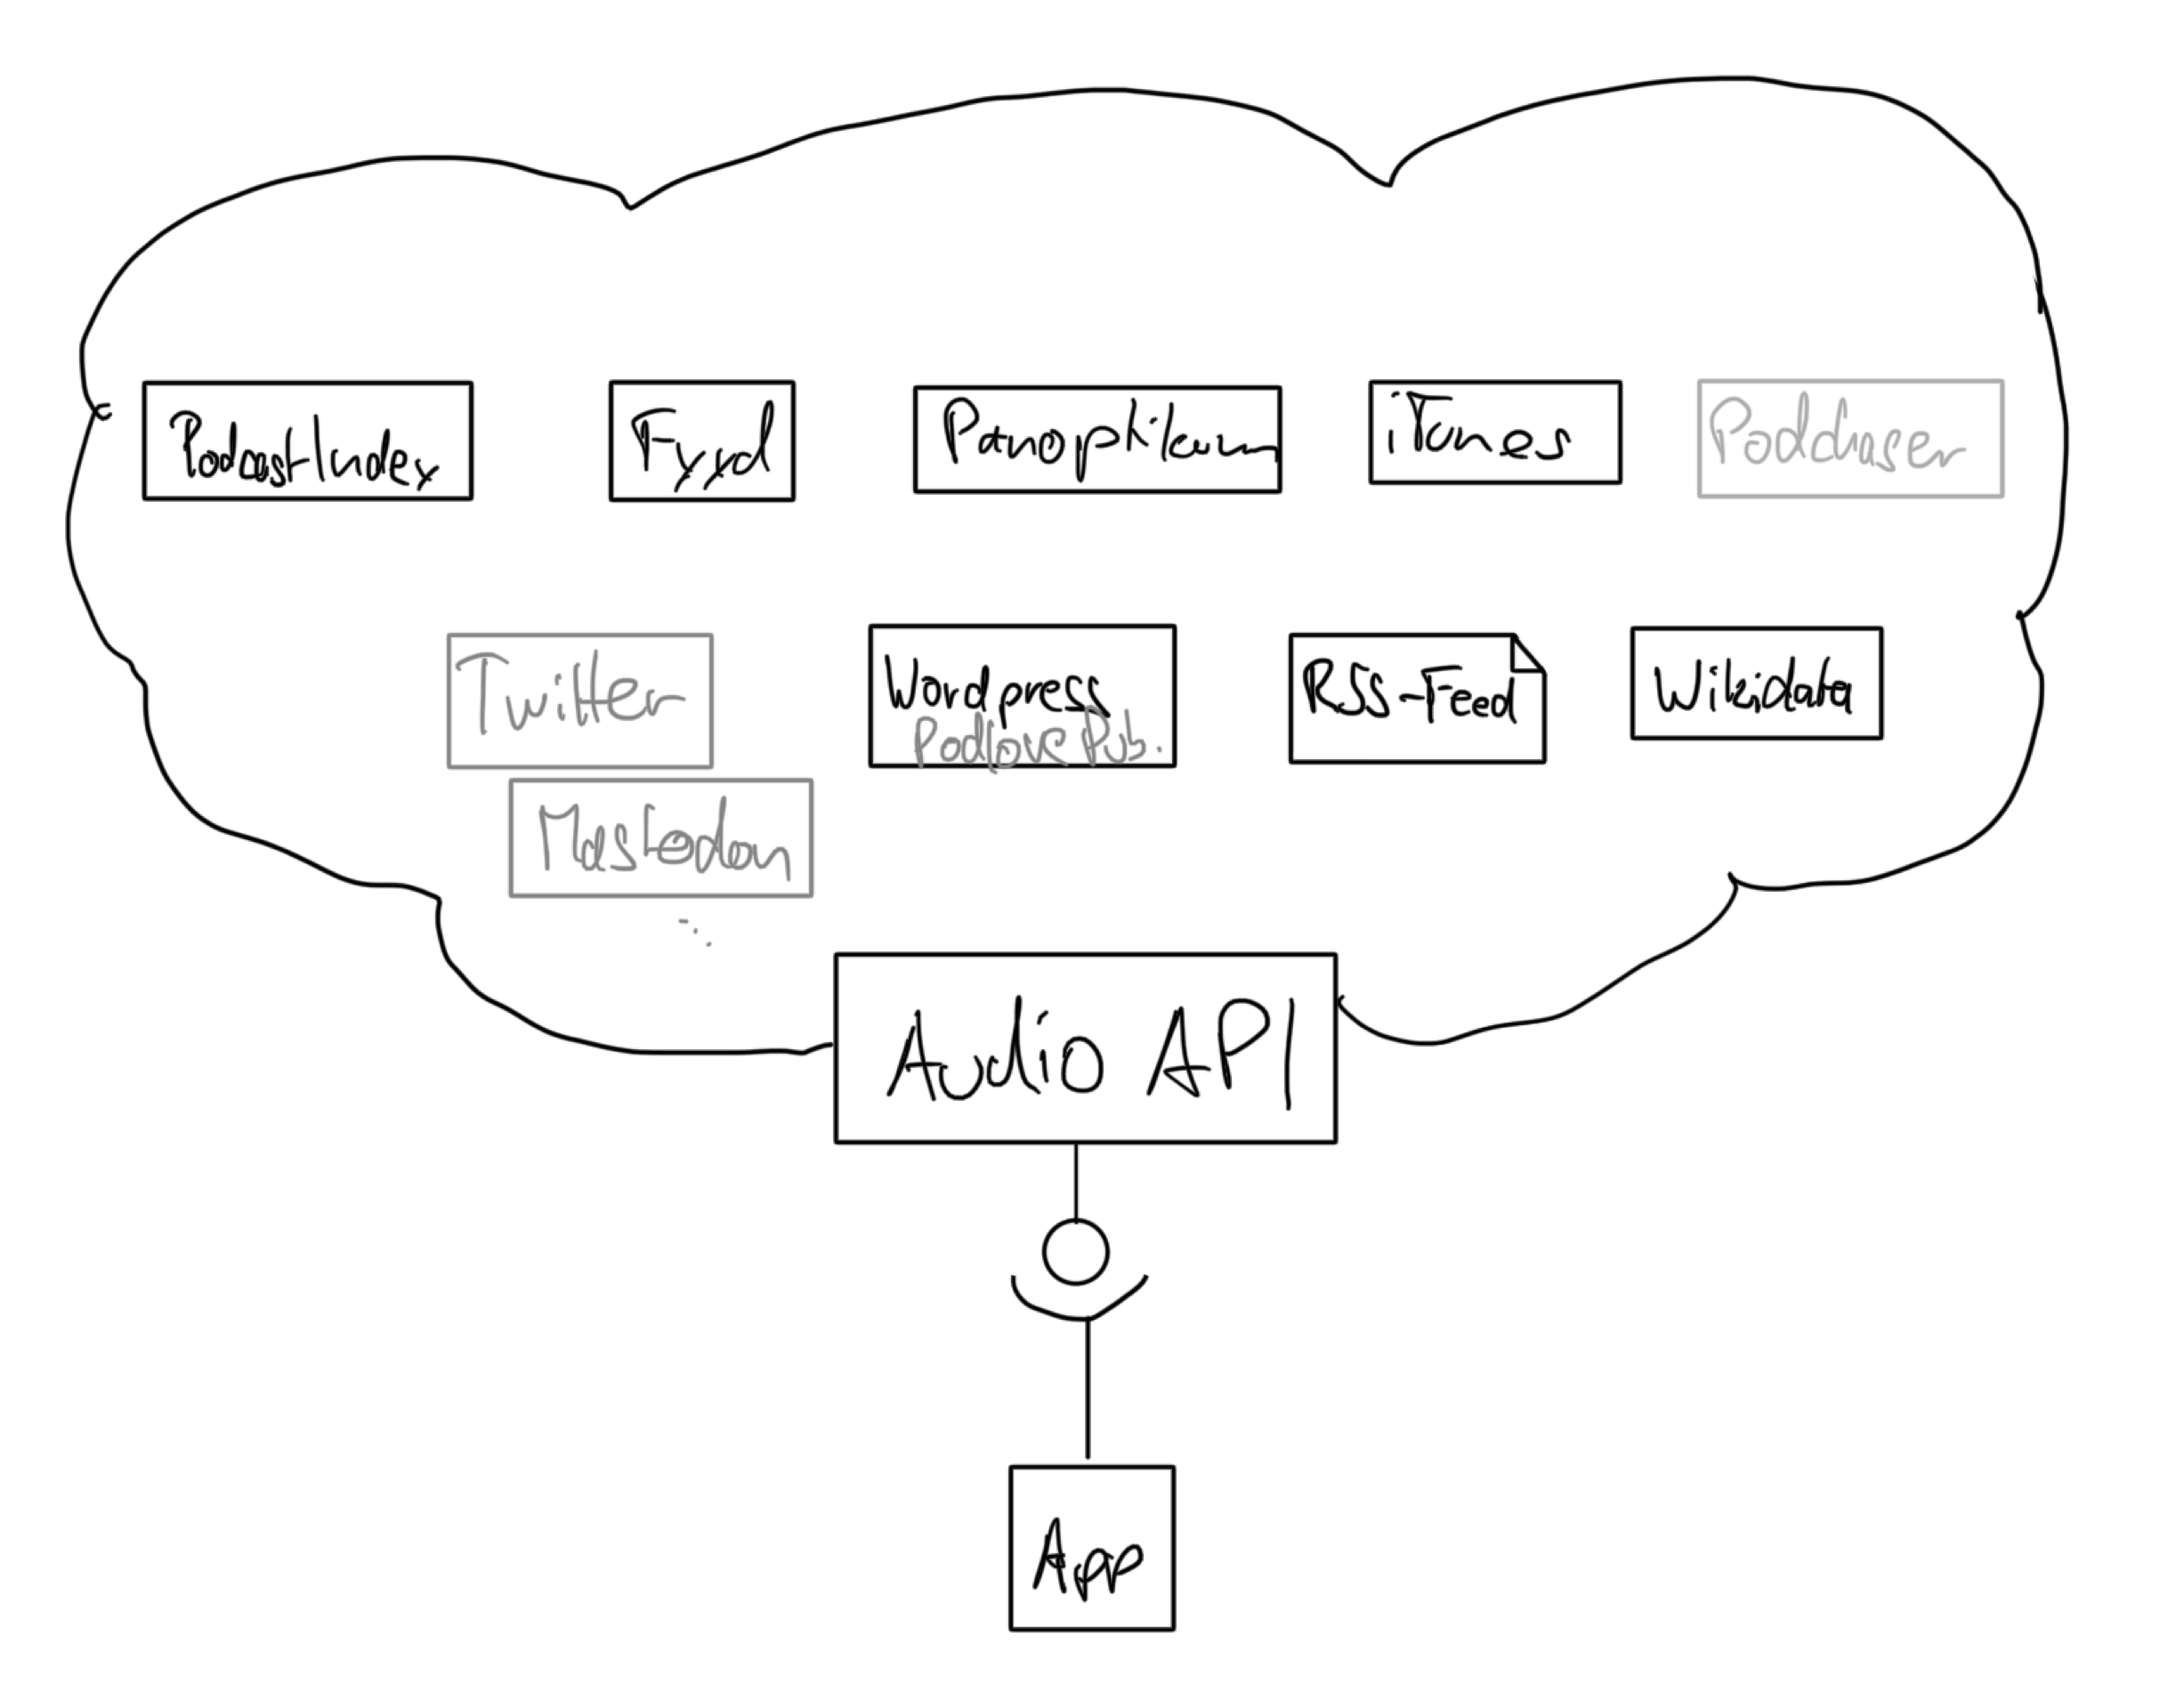 PodcastIndex
Fyyd
Panoptikum
iTunes
Podchaser
Twitter
Wordpress
Podlove Pub.
RSS-Feed
Wikidata
Mastodon
...
Audio API
App